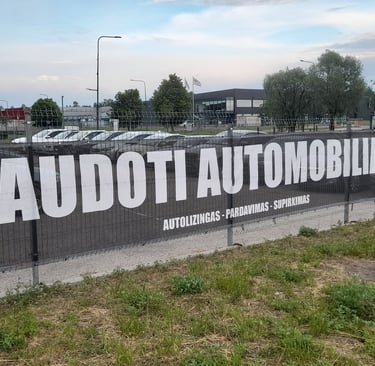 AUDOTI AUTOMOBILIA
AUTOLIZINGAS - PARDAVIMAS - SUPIRKIMAS